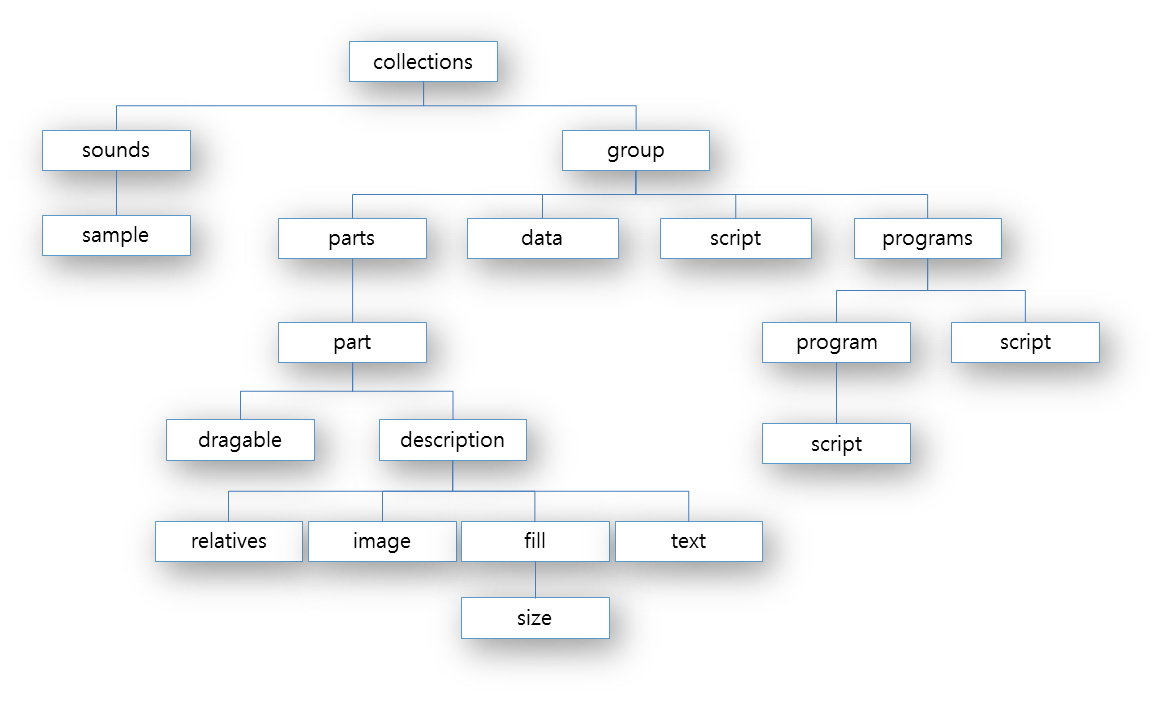 collections
sounds
group
sample
parts
data
script
programs
part
program
script
dragable
description
script
relatives
image
fill
text
size